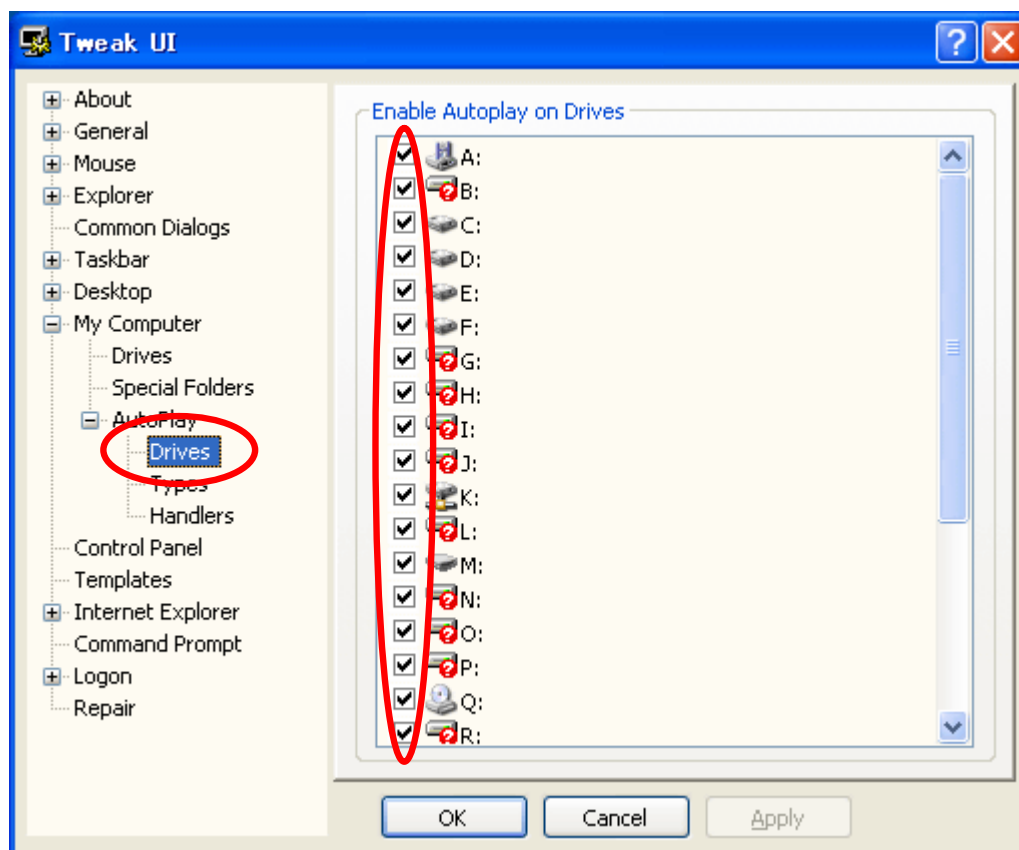 Tweak UI
About
General
Mouse
Explorer
Common Dialogs
Taskbar
Desktop
My Computer
Drives
Special Folders
AutoPlay
Drives
Types
Handlers
Control Panel
Templates
Internet Explorer
Command Prompt
Logon
Repair
Enable Autoplay on Drives
A:
B:
C:
D:
E:
F:
G:
H:
I:
J:
K:
L:
M:
N:
O:
P:
Q:
R:
OK Cancel Apply